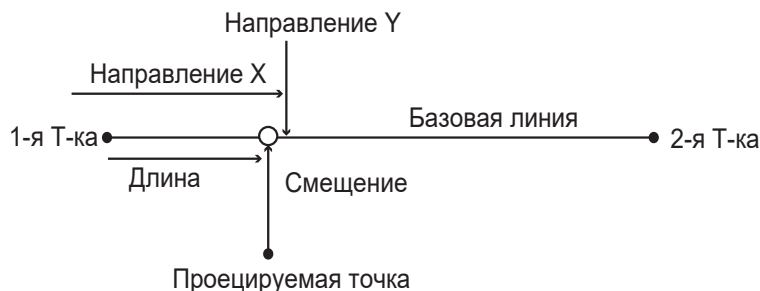 Направление Y
Направление X
Базовая линия
1-я Т-ка
2-я Т-ка
Длина
Смещение
Проецируемая точка